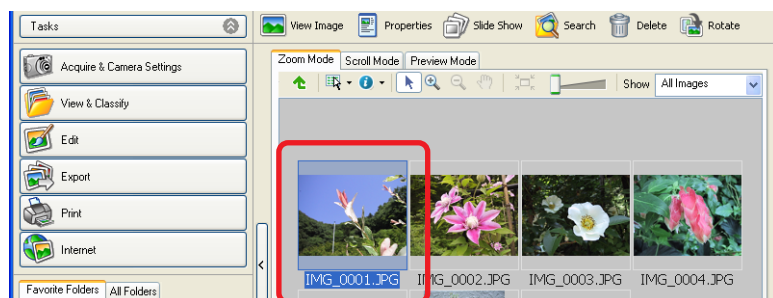 Tasks
View Image Properties Slide Show Search Delete Rotate
Acquire & Camera Settings
View & Classify
Edit
Export
Print
Internet
Favorite Folders All Folders
Zoom Mode Scroll Mode Preview Mode
Show All Images
IMG_0001.JPG IMG_0002.JPG IMG_0003.JPG IMG_0004.JPG